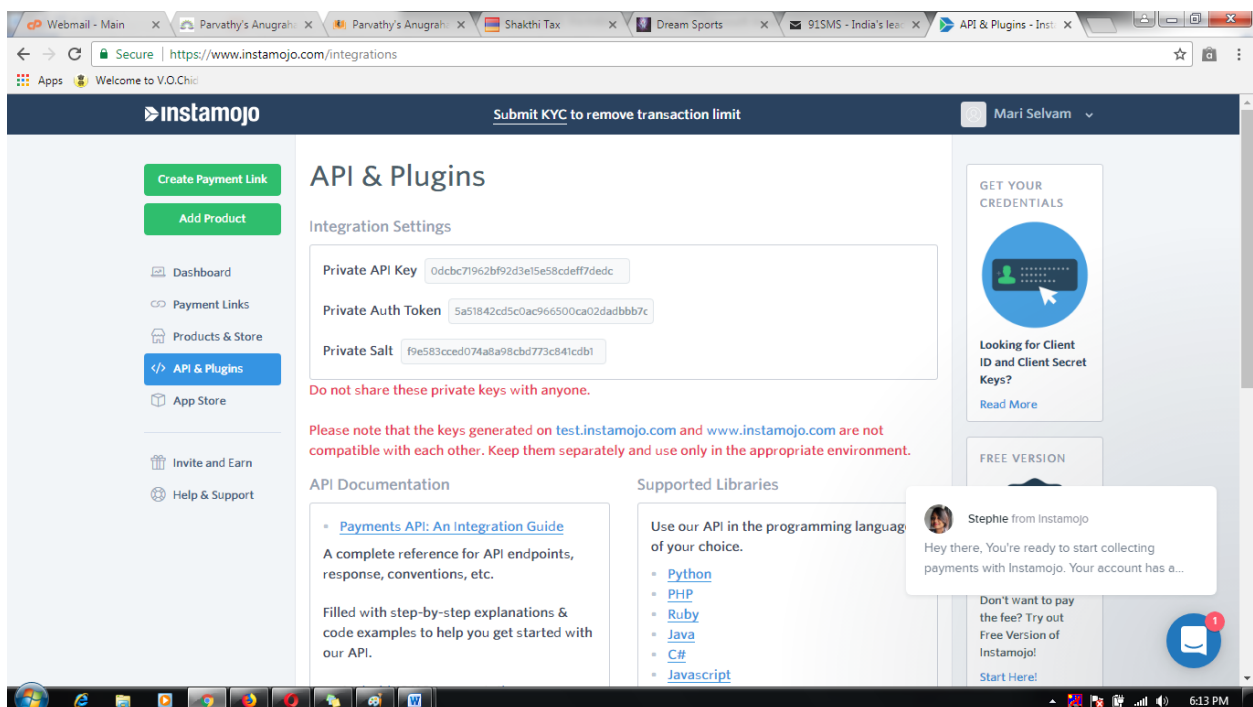 Webmail - Main
Parvathy's Anugrah
Parvathy's Anugrah
Shakthi Tax
Dream Sports
91SMS - India's lea
API & Plugins - Inst
Secure | https://www.instamojo.com/integrations
Apps
Welcome to V.O.Chid
instamojo
Submit KYC to remove transaction limit
Mari Selvam
Create Payment Link
Add Product
Dashboard
Payment Links
Products & Store
</> API & Plugins
App Store
Invite and Earn
Help & Support
API & Plugins
Integration Settings
Private API Key 0dcbc71962bf92d3e15e58cdeff7dedc
Private Auth Token 5a51842cd5c0ac966500ca02dadbbb7c
Private Salt f9e583cced074a8a98cbd773c841cdb1
Do not share these private keys with anyone.
Please note that the keys generated on test.instamojo.com and www.instamojo.com are not
compatible with each other. Keep them separately and use only in the appropriate environment.
API Documentation
Payments API: An Integration Guide
A complete reference for API endpoints,
response, conventions, etc.
Filled with step-by-step explanations &
code examples to help you get started with
our API.
Supported Libraries
Use our API in the programming language
of your choice.
Python
PHP
Ruby
Java
C#
Javascript
GET YOUR
CREDENTIALS
Looking for Client
ID and Client Secret
Keys?
Read More
FREE VERSION
Stephie from Instamojo
Hey there, You're ready to start collecting
payments with Instamojo. Your account has a...
Don't want to pay
the fee? Try out
Free Version of
Instamojo!
Start Here!
1
6:13 PM